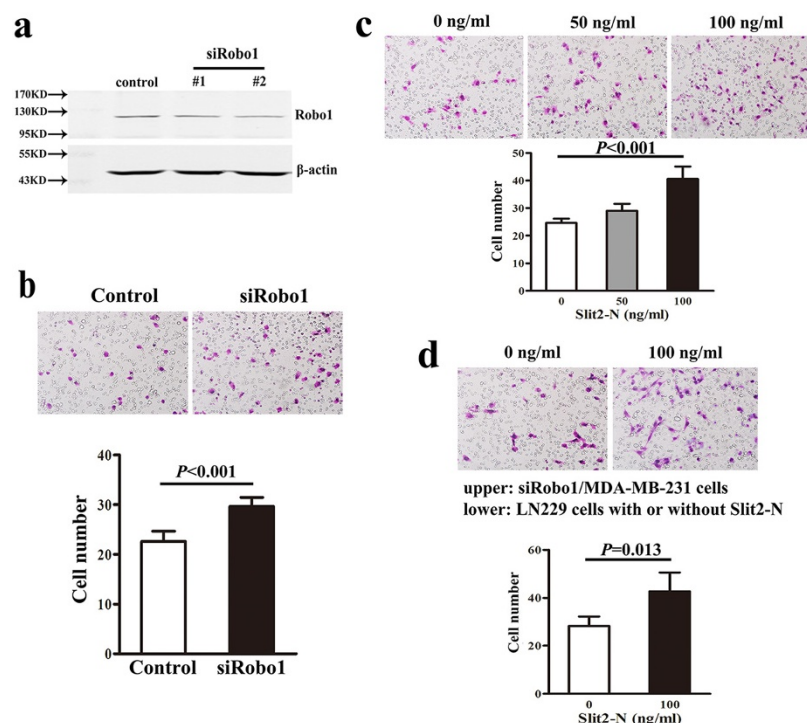 a
siRobo1
control #1 #2
170KD
130KD
95KD
Robo1
55KD
43KD
β-actin
b
Control siRobo1
P<0.001
Cell number
30
20
10
0
Control siRobo1
c
0 ng/ml 50 ng/ml 100 ng/ml
P<0.001
Cell number
50
40
30
20
10
0
0 50 100
Slit2-N (ng/ml)
d
0 ng/ml 100 ng/ml
upper: siRobo1/MDA-MB-231 cells
lower: LN229 cells with or without Slit2-N
P=0.013
Cell number
60
40
20
0
0 100
Slit2-N (ng/ml)
40